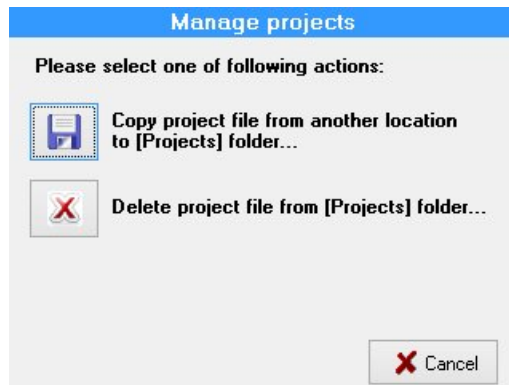 Manage projects
Please select one of following actions:
Copy project file from another location
to [Projects] folder...
Delete project file from [Projects] folder...
Cancel